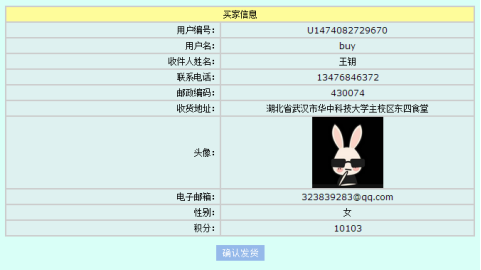 买家信息
用户编号: U1474082729670
用户名: buy
收件人姓名: 王钥
联系电话: 13476846372
邮政编码: 430074
收货地址: 湖北省武汉市华中科技大学主校区东四食堂
头像:
电子邮箱: 323839283@qq.com
性别: 女
积分: 10103
确认发货